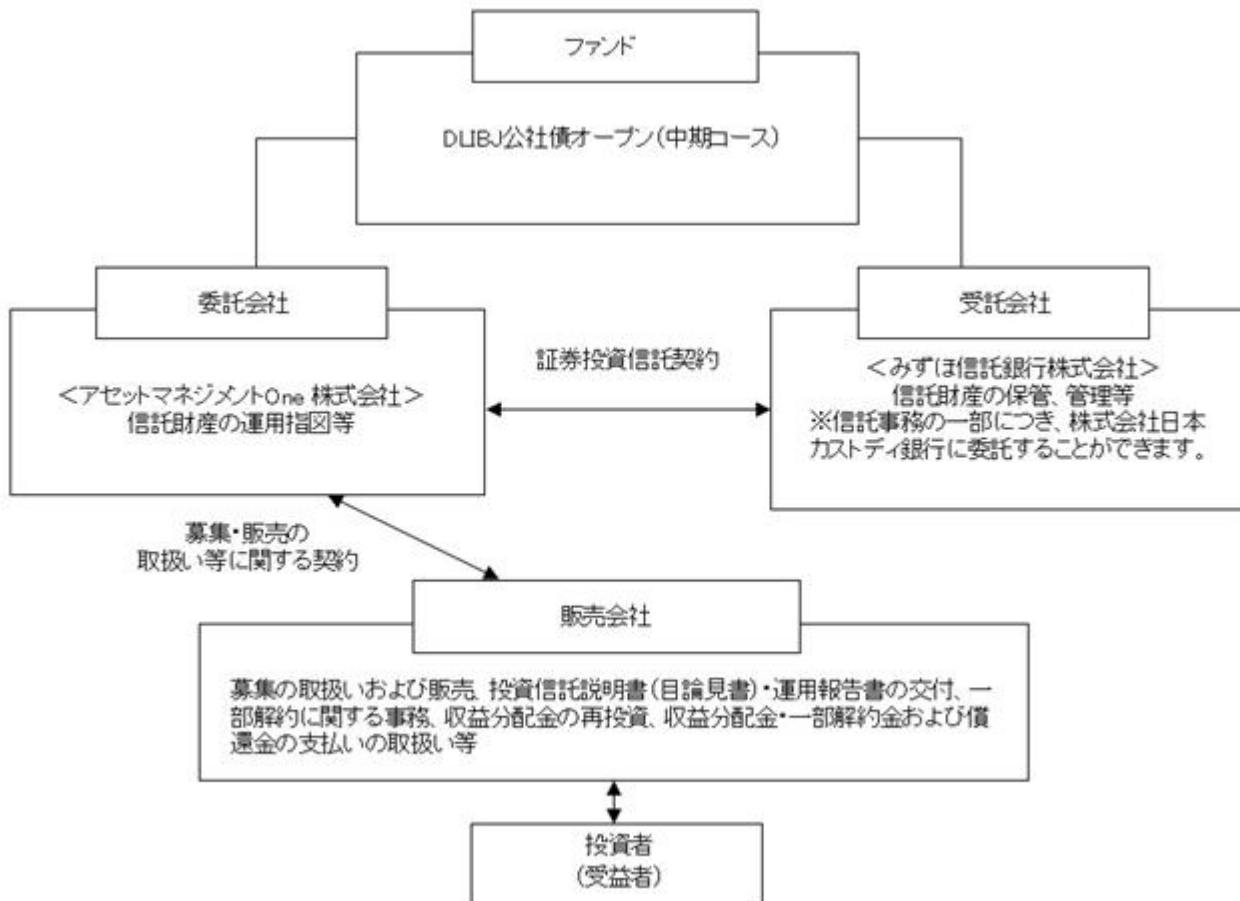 ファンド
DLIBJ公社債オープン(中期コース)
委託会社
<アセットマネジメントOne 株式会社>
信託財産の運用指図等
証券投資信託契約
受託会社
<みずほ信託銀行株式会社>
信託財産の保管、管理等
※信託事務の一部につき、株式会社日本
カストディ銀行に委託することができます。
募集・販売の
取扱い等に関する契約
販売会社
募集の取扱いおよび販売、投資信託説明書(目論見書)・運用報告書の交付、一
部解約に関する事務、収益分配金の再投資、収益分配金・一部解約金および償
還金の支払いの取扱い等
投資者
(受益者)